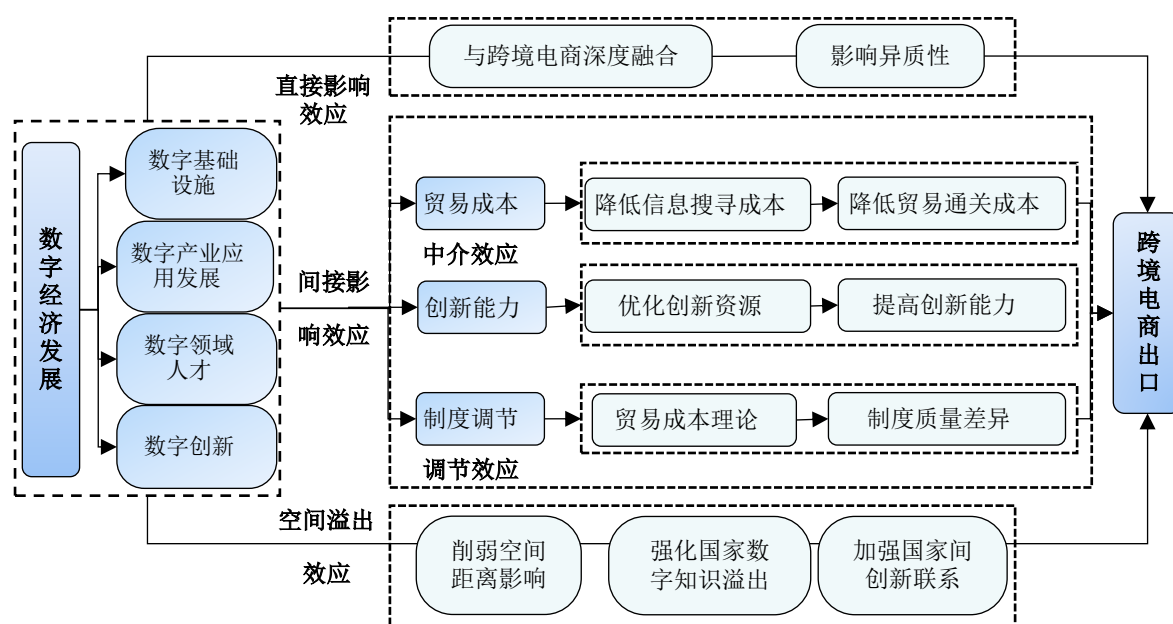 与跨境电商深度融合
影响异质性
直接影响
效应
数字经济发展
数字基础
设施
数字产业应
用发展
数字领域
人才
数字创新
间接影
响效应
贸易成本
降低信息搜寻成本
降低贸易通关成本
中介效应
创新能力
优化创新资源
提高创新能力
制度调节
贸易成本理论
制度质量差异
调节效应
跨境电商出口
空间溢出
效应
削弱空间
距离影响
强化国家数
字知识溢出
加强国家间
创新联系